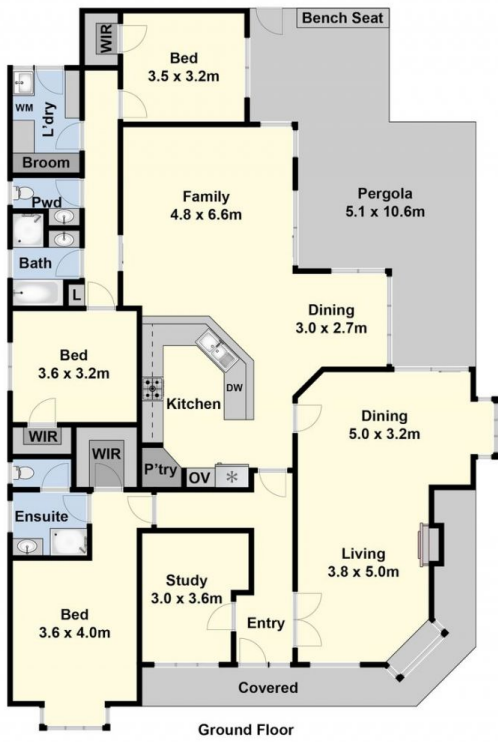 Bench Seat
WIR
Bed
3.5 x 3.2m
WM
L'dry
Broom
Pwd
Bath
L
Family
4.8 x 6.6m
Pergola
5.1 x 10.6m
Dining
3.0 x 2.7m
Bed
3.6 x 3.2m
Kitchen
DW
Dining
5.0 x 3.2m
WIR
WIR
P'try
OV
Ensuite
Living
3.8 x 5.0m
Study
3.0 x 3.6m
Bed
3.6 x 4.0m
Entry
Covered
Ground Floor